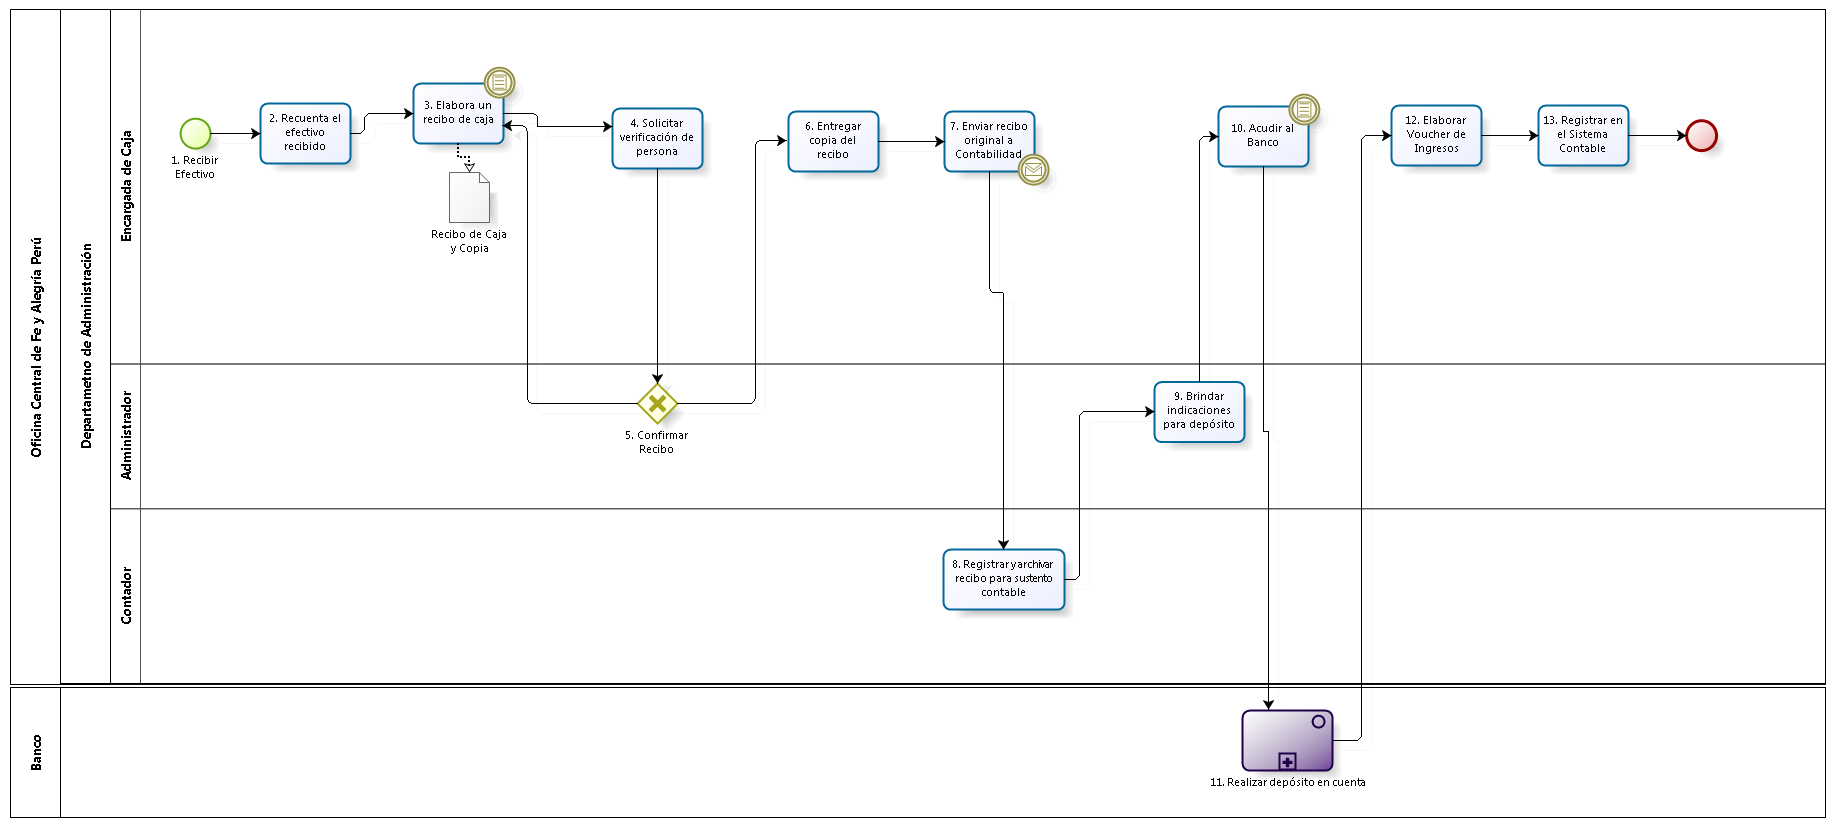 Oficina Central de Fe y Alegría Perú
Departametno de Administración
Encargada de Caja
1. Recibir
Efectivo
2. Recuenta el
efectivo
recibido
3. Elabora un
recibo de caja
Recibo de Caja
y Copia
4. Solicitar
verificación de
persona
6. Entregar
copia del
recibo
7. Enviar recibo
original a
Contabilidad
10. Acudir al
Banco
12. Elaborar
Voucher de
Ingresos
13. Registrar en
el Sistema
Contable
Administrador
5. Confirmar
Recibo
9. Brindar
indicaciones
para depósito
Contador
8. Registrar y archivar
recibo para sustento
contable
Banco
11. Realizar depósito en cuenta